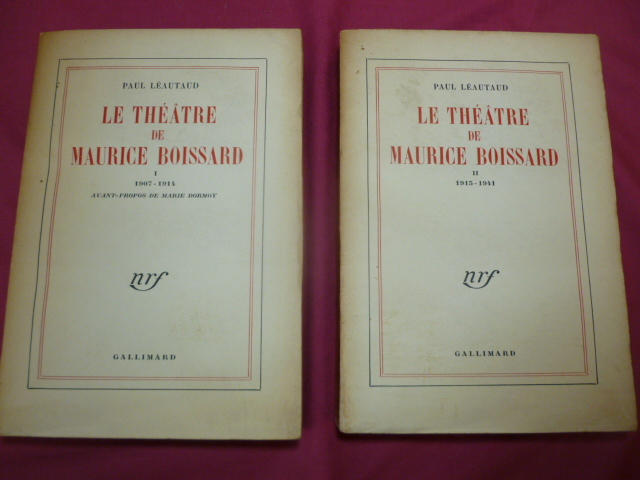 PAUL LÉAUTAUD
LE THÉÂTRE
DE
MAURICE BOISSARD
I
1907-1914
AVANT-PROPOS DE MARIE DORMOY
nrf
GALLIMARD
PAUL LÉAUTAUD
LE THÉÂTRE
DE
MAURICE BOISSARD
II
1915-1941
nrf
GALLIMARD